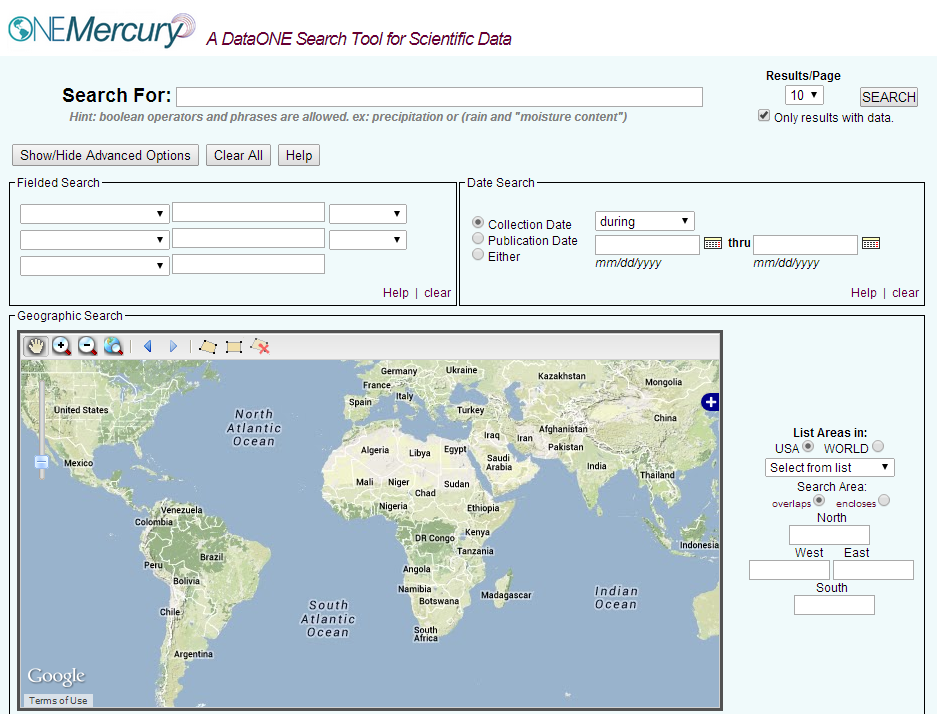 ONEMercury A DataONE Search Tool for Scientific Data
Results/Page
Search For: 10 SEARCH
Hint: boolean operators and phrases are allowed. ex: precipitation or (rain and "moisture content") Only results with data.
Show/Hide Advanced Options Clear All Help
Fielded Search
Help | clear
Date Search
Collection Date during
Publication Date thru
Either mm/dd/yyyy mm/dd/yyyy
Help | clear
Geographic Search
Germany Ukraine
Kazakhstan
France Mongolia
Italy
Spain
United States North Atlantic Ocean Turkey China
Afghanistan
Iraq Iran
Algeria Libya Egypt Pakistan
Mexico Saudi Arabia India
Thailand
Mali Niger Sudan
Chad
Nigeria Ethiopia
Venezuela
Colombia
Kenya
DR Congo Indonesia
Tanzania
Brazil
Peru Angola
Bolivia
Namibia Madagascar Indian Ocean
Botswana
Chile South Atlantic Ocean
South Africa
Argentina
Google
Terms of Use
List Areas in:
USA WORLD
Select from list
Search Area:
overlaps encloses
North
West East
South